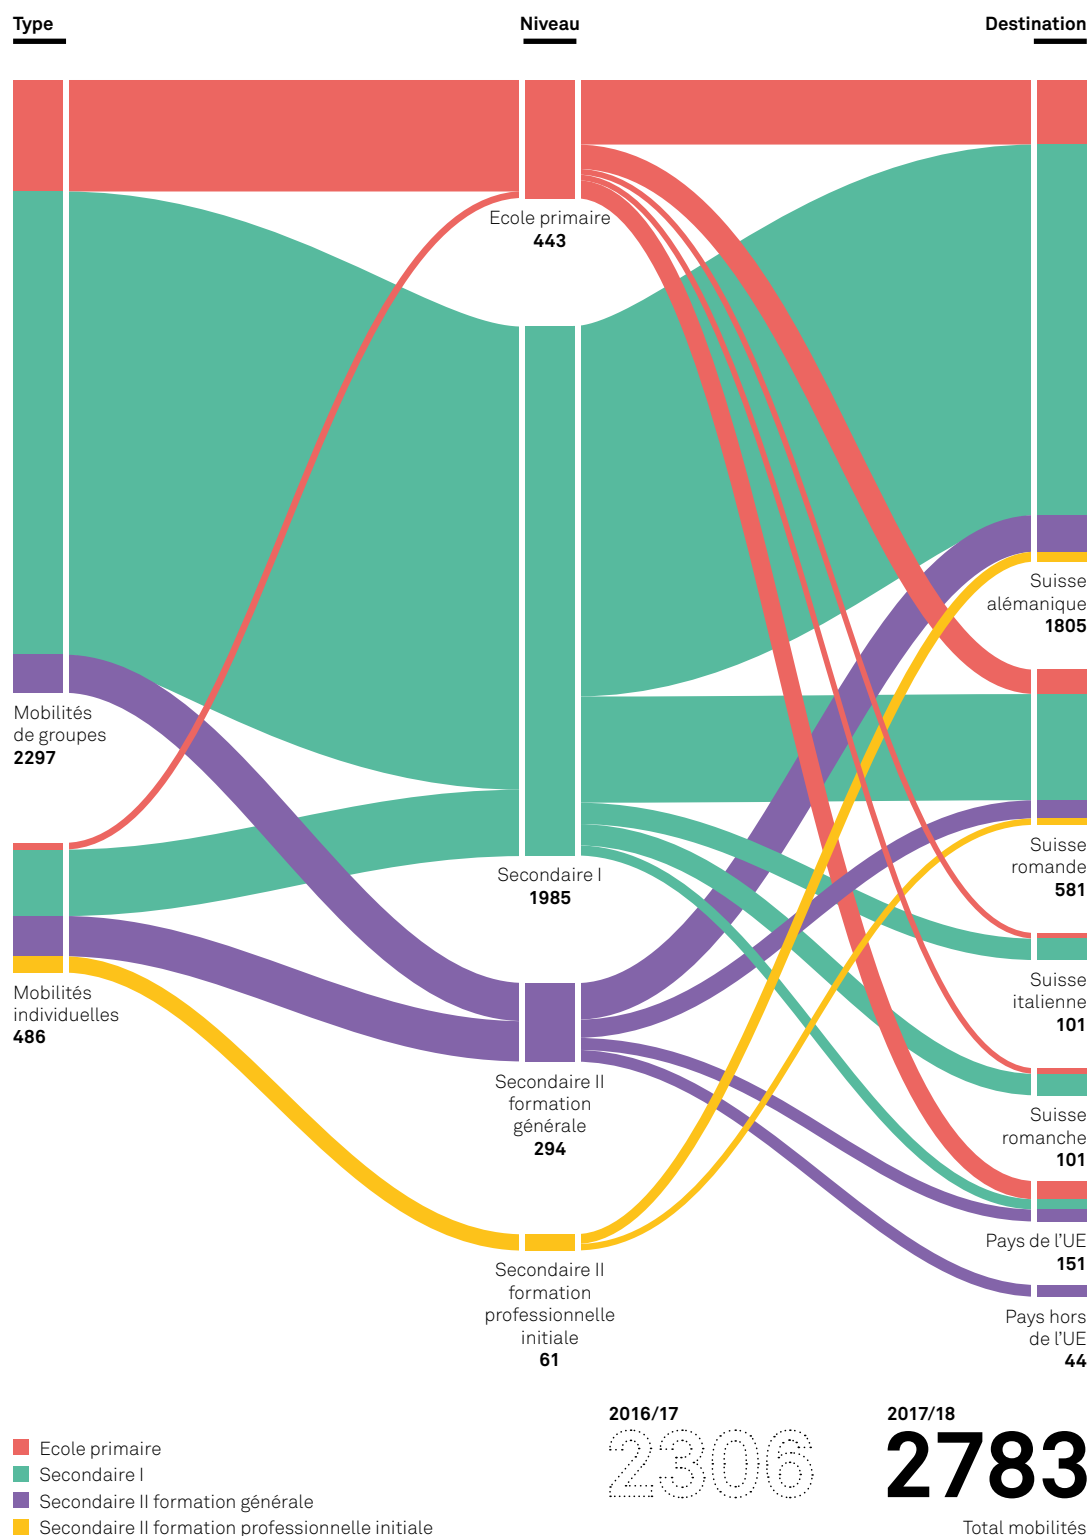 Type
Niveau
Destination
Ecole primaire
443
Suisse
alémanique
1805
Mobilités
de groupes
2297
Suisse
romande
581
Secondaire I
1985
Suisse
italienne
101
Mobilités
individuelles
486
Secondaire II
formation
générale
294
Suisse
romanche
101
Pays de l’UE
151
Secondaire II
formation
professionnelle
initiale
61
Pays hors
de l’UE
44
2016/17
2306
2017/18
2783
Total mobilités
Ecole primaire
Secondaire I
Secondaire II formation générale
Secondaire II formation professionnelle initiale